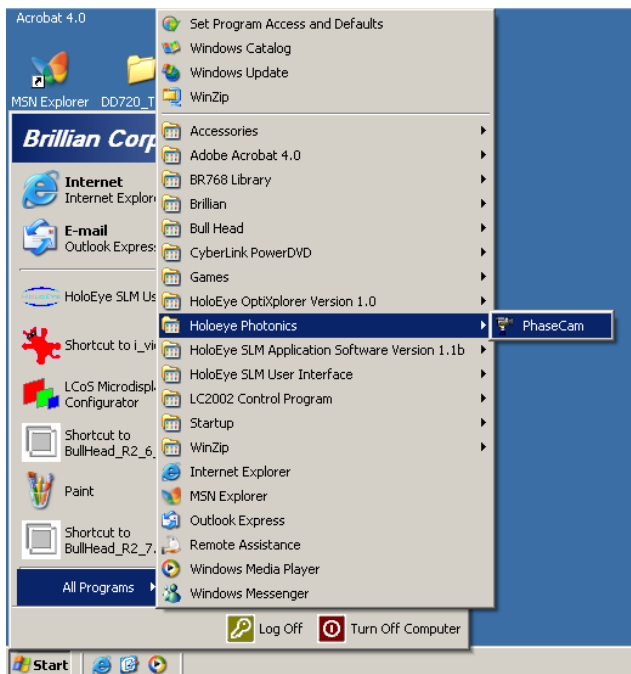 Acrobat 4.0
MSN Explorer
Brillian Corp
Internet
Internet Explor
E-mail
Outlook Expres
HoloEye SLM Us
Shortcut to i_vi
LCoS Microdispl
Configurator
Shortcut to
BullHead_R2_6_
Paint
Shortcut to
BullHead_R2_7.
All Programs
DD720_T
Set Program Access and Defaults
Windows Catalog
Windows Update
WinZip
Accessories
Adobe Acrobat 4.0
BR768 Library
Brillian
Bull Head
CyberLink PowerDVD
Games
HoloEye OptiXplorer Version 1.0
Holoeye Photonics
HoloEye SLM Application Software Version 1.1b
HoloEye SLM User Interface
LC2002 Control Program
Startup
WinZip
Internet Explorer
MSN Explorer
Outlook Express
Remote Assistance
Windows Media Player
Windows Messenger
PhaseCam
Log Off
Turn Off Computer
Start